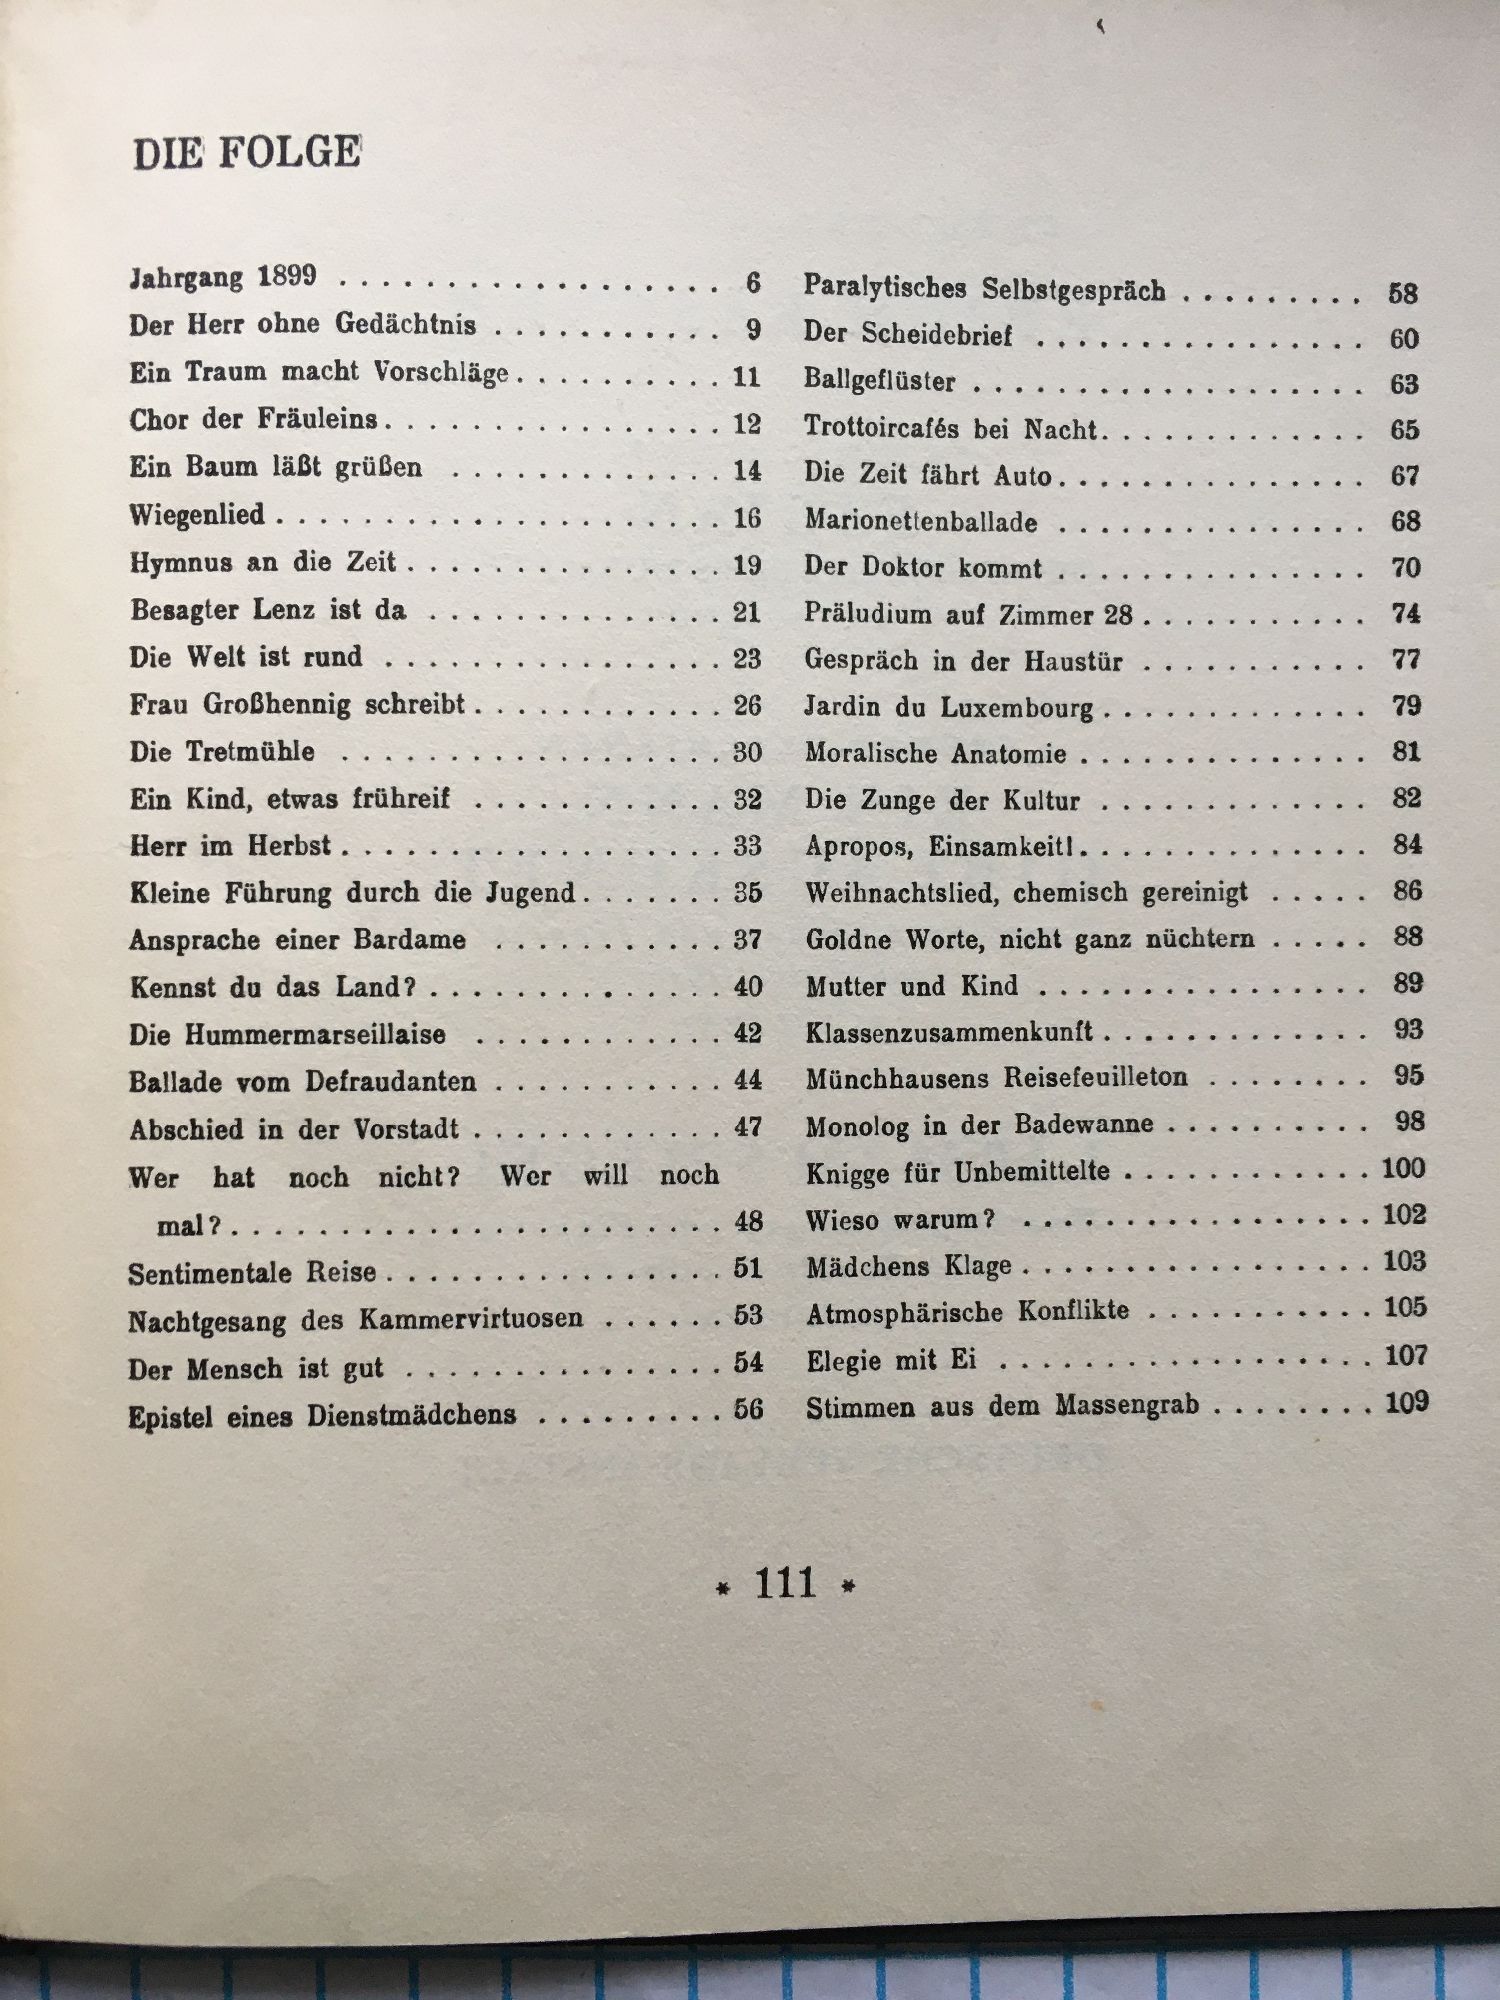 DIE FOLGE
Jahrgang 1899 . . . . . . . . . . . . . . . . . . 6
Der Herr ohne Gedächtnis . . . . . . . . . . . 9
Ein Traum macht Vorschläge . . . . . . . . . . 11
Chor der Fräuleins . . . . . . . . . . . . . . . . 12
Ein Baum läßt grüßen . . . . . . . . . . . . . 14
Wiegenlied . . . . . . . . . . . . . . . . . . . . . 16
Hymnus an die Zeit . . . . . . . . . . . . . . . 19
Besagter Lenz ist da . . . . . . . . . . . . . . 21
Die Welt ist rund . . . . . . . . . . . . . . . . 23
Frau Großhennig schreibt . . . . . . . . . . . . 26
Die Tretmühle . . . . . . . . . . . . . . . . . . 30
Ein Kind, etwas frühreif . . . . . . . . . . . . 32
Herr im Herbst . . . . . . . . . . . . . . . . . . 33
Kleine Führung durch die Jugend . . . . . . . 35
Ansprache einer Bardame . . . . . . . . . . . 37
Kennst du das Land? . . . . . . . . . . . . . . 40
Die Hummermarseillaise . . . . . . . . . . . . 42
Ballade vom Defraudanten . . . . . . . . . . . 44
Abschied in der Vorstadt . . . . . . . . . . . . 47
Wer hat noch nicht? Wer will noch
mal? . . . . . . . . . . . . . . . . . . . . . . . 48
Sentimentale Reise . . . . . . . . . . . . . . . . 51
Nachtgesang des Kammervirtuosen . . . . . . 53
Der Mensch ist gut . . . . . . . . . . . . . . . 54
Epistel eines Dienstmädchens . . . . . . . . . 56
Paralytisches Selbstgespräch . . . . . . . . . 58
Der Scheidebrief . . . . . . . . . . . . . . . . 60
Ballgeflüster . . . . . . . . . . . . . . . . . . . 63
Trottoircafés bei Nacht . . . . . . . . . . . . . 65
Die Zeit fährt Auto . . . . . . . . . . . . . . . 67
Marionettenballade . . . . . . . . . . . . . . . 68
Der Doktor kommt . . . . . . . . . . . . . . . 70
Präludium auf Zimmer 28 . . . . . . . . . . . 74
Gespräch in der Haustür . . . . . . . . . . . 77
Jardin du Luxembourg . . . . . . . . . . . . . 79
Moralische Anatomie . . . . . . . . . . . . . . 81
Die Zunge der Kultur . . . . . . . . . . . . . 82
Apropos, Einsamkeit! . . . . . . . . . . . . . . 84
Weihnachtslied, chemisch gereinigt . . . . . 86
Goldne Worte, nicht ganz nüchtern . . . . . 88
Mutter und Kind . . . . . . . . . . . . . . . . 89
Klassenzusammenkunft . . . . . . . . . . . . . 93
Münchhausens Reisefeuilleton . . . . . . . . 95
Monolog in der Badewanne . . . . . . . . . . 98
Knigge für Unbemittelte . . . . . . . . . . . . 100
Wieso warum? . . . . . . . . . . . . . . . . . 102
Mädchens Klage . . . . . . . . . . . . . . . . . 103
Atmosphärische Konflikte . . . . . . . . . . . 105
Elegie mit Ei . . . . . . . . . . . . . . . . . . 107
Stimmen aus dem Massengrab . . . . . . . . 109
* 111 *